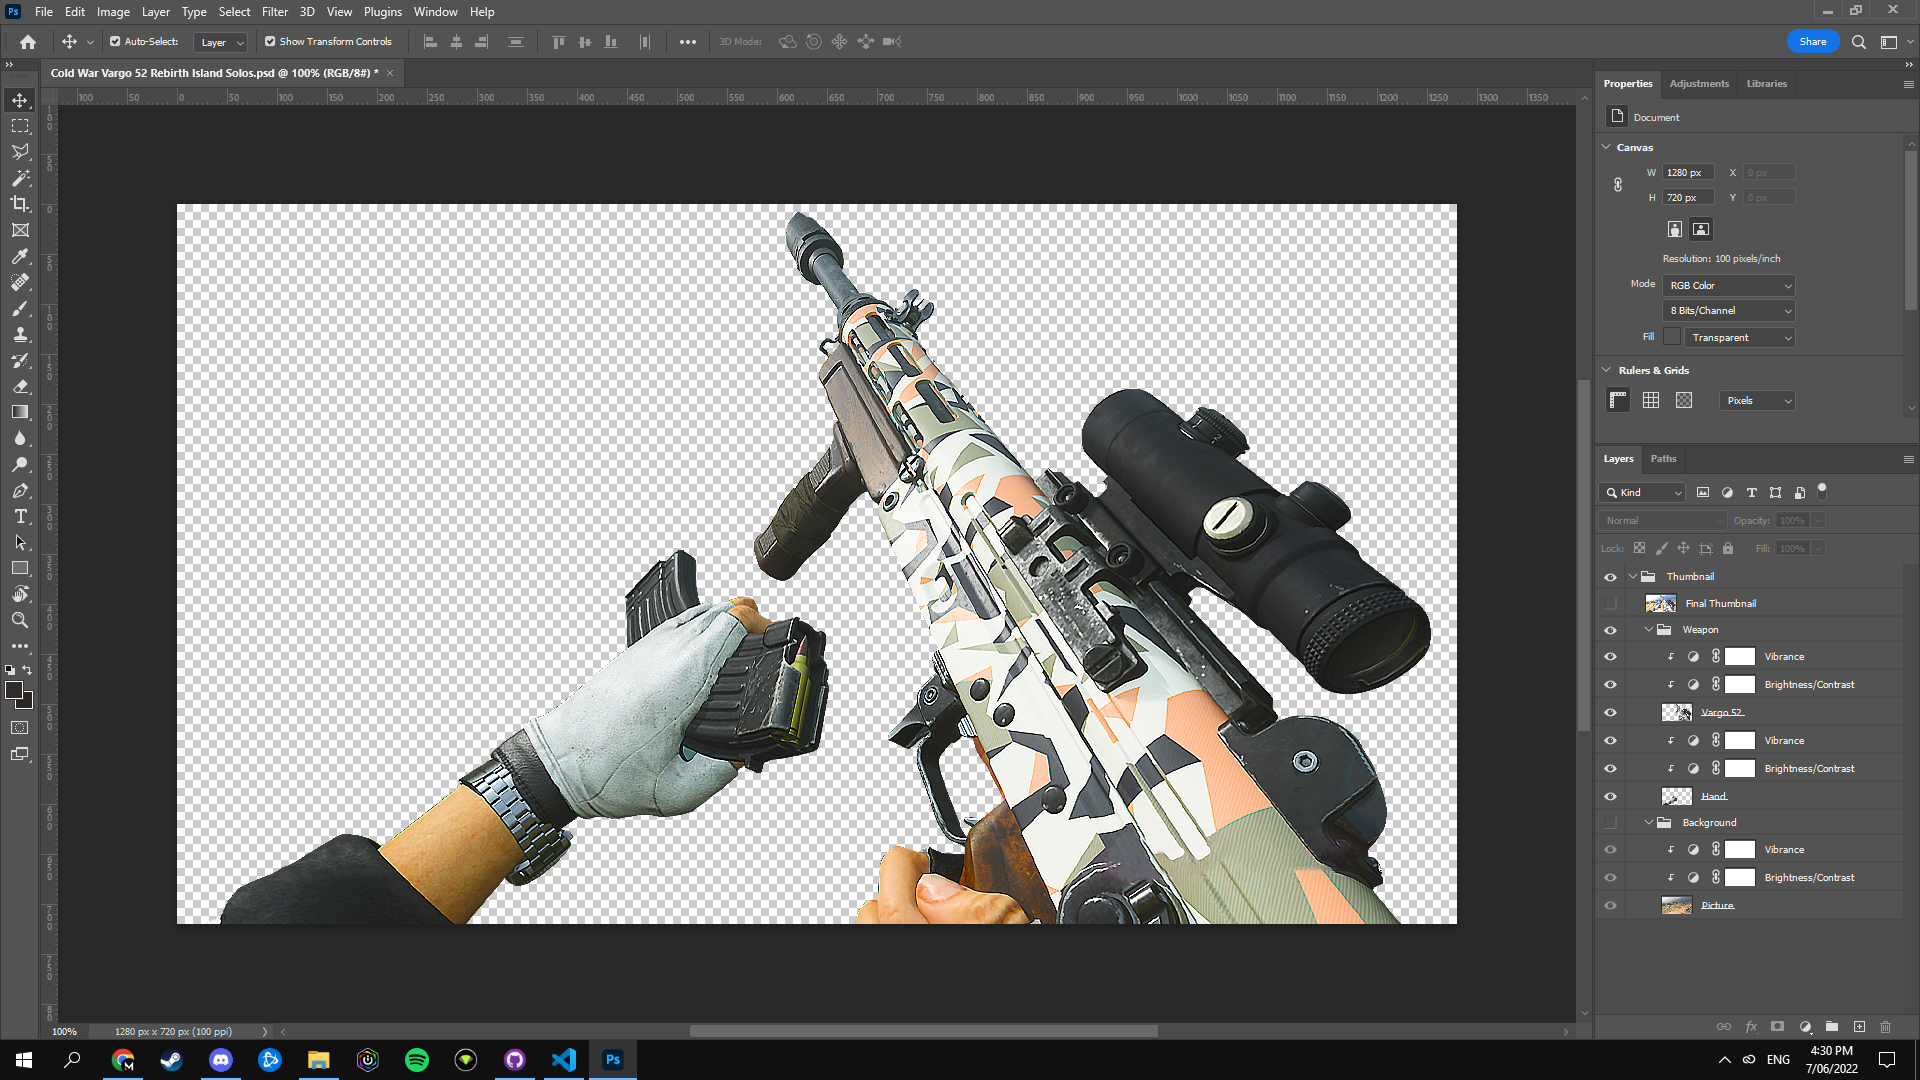 Ps File Edit Image Layer Type Select Filter 3D View Plugins Window Help
Auto-Select: Layer Show Transform Controls 3D Mode: Share
Cold War Vargo 52 Rebirth Island Solos.psd @ 100% (RGB/8#) *
100 50 0 50 100 150 200 250 300 350 400 450 500 550 600 650 700 750 800 850 900 950 1000 1050 1100 1150 1200 1250 1300 1350
Properties Adjustments Libraries
Document
Canvas
W 1280 px X 0 px
H 720 px Y 0 px
Resolution: 100 pixels/inch
Mode RGB Color
8 Bits/Channel
Fill Transparent
Rulers & Grids
Pixels
Layers Paths
Kind
Normal Opacity: 100%
Lock: Fill: 100%
Thumbnail
Final Thumbnail
Weapon
Vibrance
Brightness/Contrast
Vargo 52
Vibrance
Brightness/Contrast
Hand
Background
Vibrance
Brightness/Contrast
Picture
100% 1280 px x 720 px (100 ppi)
Ps ENG 4:30 PM
7/06/2022